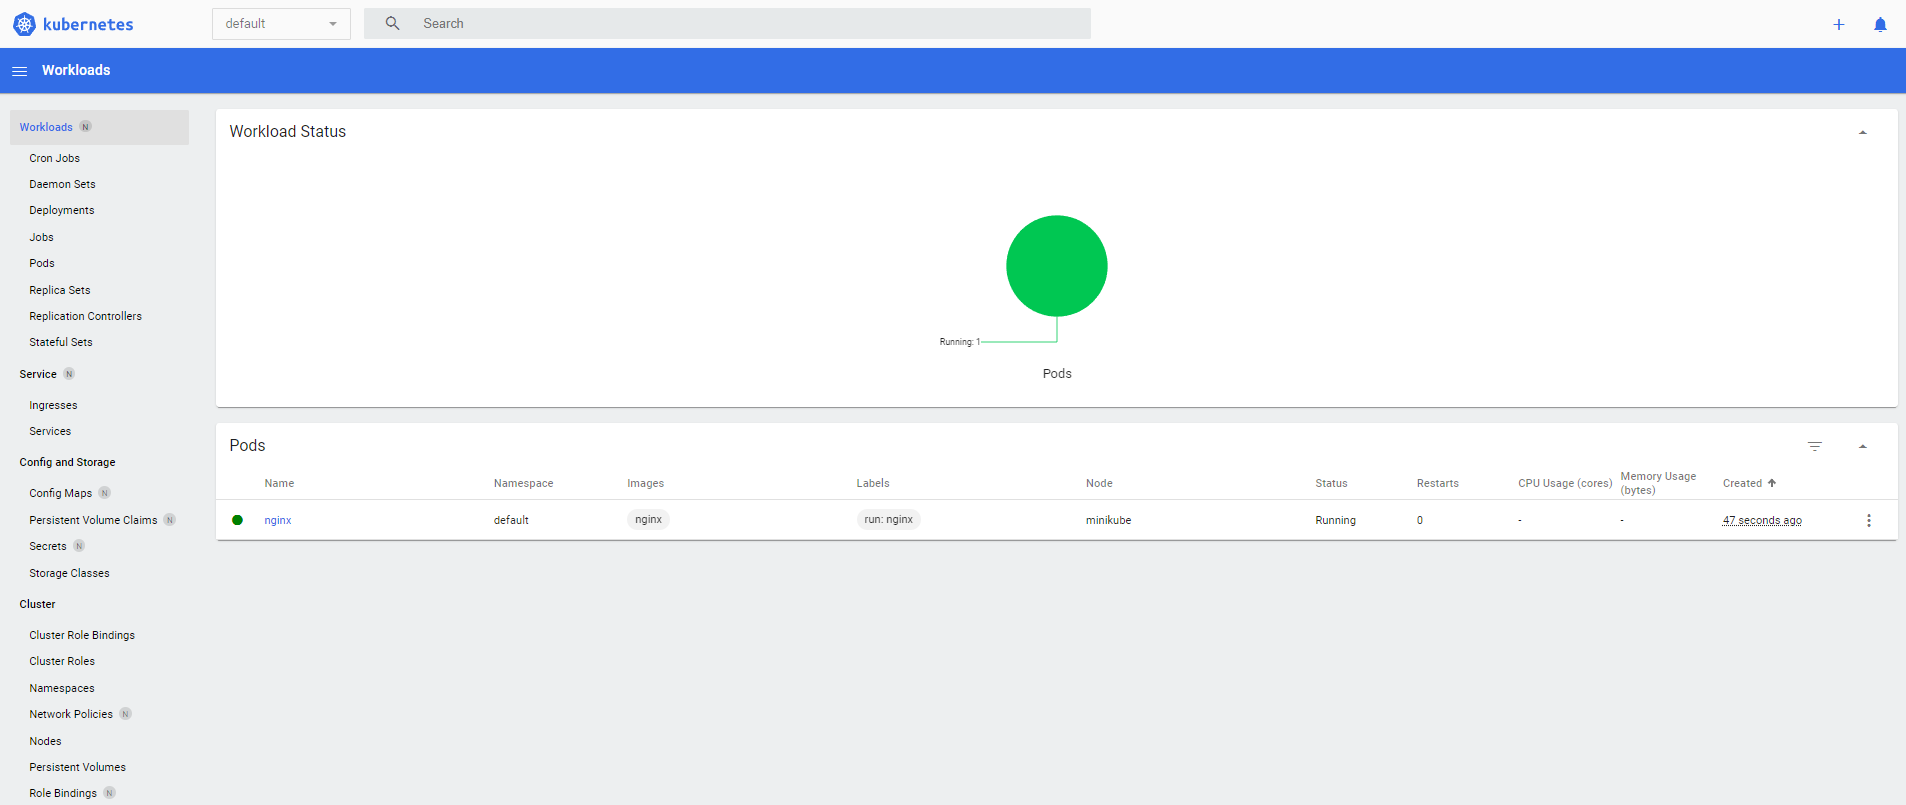 kubernetes
default
Search
Workloads
Workloads N
Cron Jobs
Daemon Sets
Deployments
Jobs
Pods
Replica Sets
Replication Controllers
Stateful Sets
Service N
Ingresses
Services
Config and Storage
Config Maps N
Persistent Volume Claims N
Secrets N
Storage Classes
Cluster
Cluster Role Bindings
Cluster Roles
Namespaces
Network Policies N
Nodes
Persistent Volumes
Role Bindings N
Workload Status
Running: 1
Pods
Pods
Name Namespace Images Labels Node Status Restarts CPU Usage (cores) Memory Usage (bytes) Created
nginx default nginx run: nginx minikube Running 0 - - 47 seconds ago